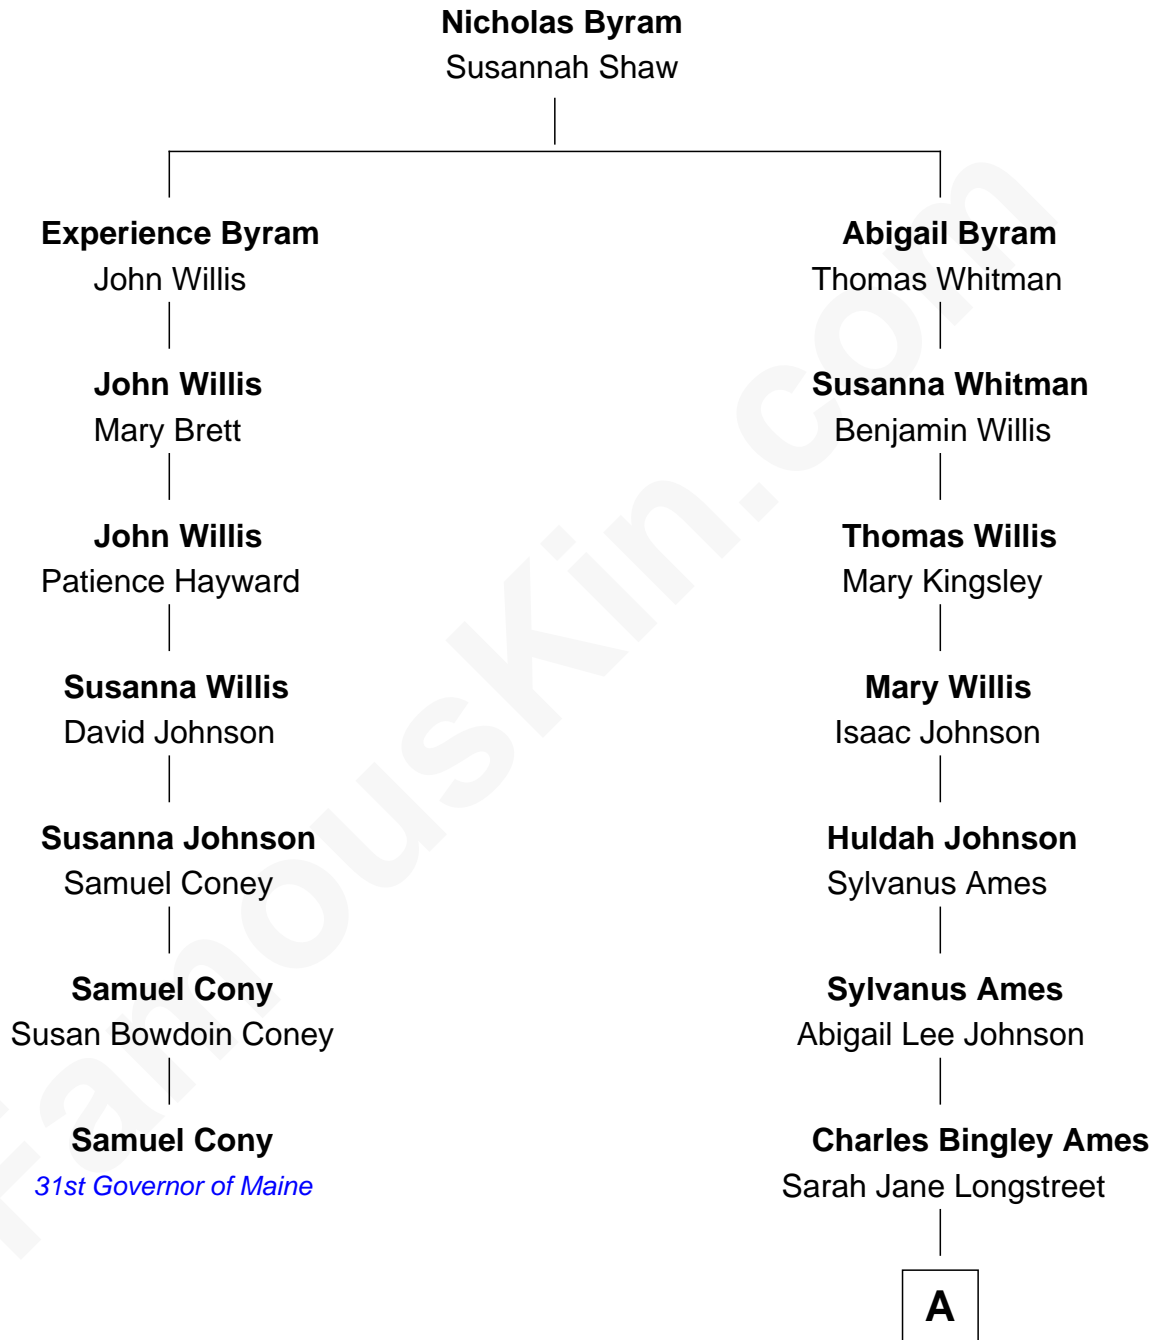 Nicholas Byram
Susannah Shaw
Experience Byram
John Willis
Abigail Byram
Thomas Whitman
John Willis
Mary Brett
Susanna Whitman
Benjamin Willis
John Willis
Patience Hayward
Thomas Willis
Mary Kingsley
Susanna Willis
David Johnson
Mary Willis
Isaac Johnson
Susanna Johnson
Samuel Coney
Huldah Johnson
Sylvanus Ames
Samuel Cony
Susan Bowdoin Coney
Sylvanus Ames
Abigail Lee Johnson
Samuel Cony
31st Governor of Maine
Charles Bingley Ames
Sarah Jane Longstreet
A
FamousKin.com